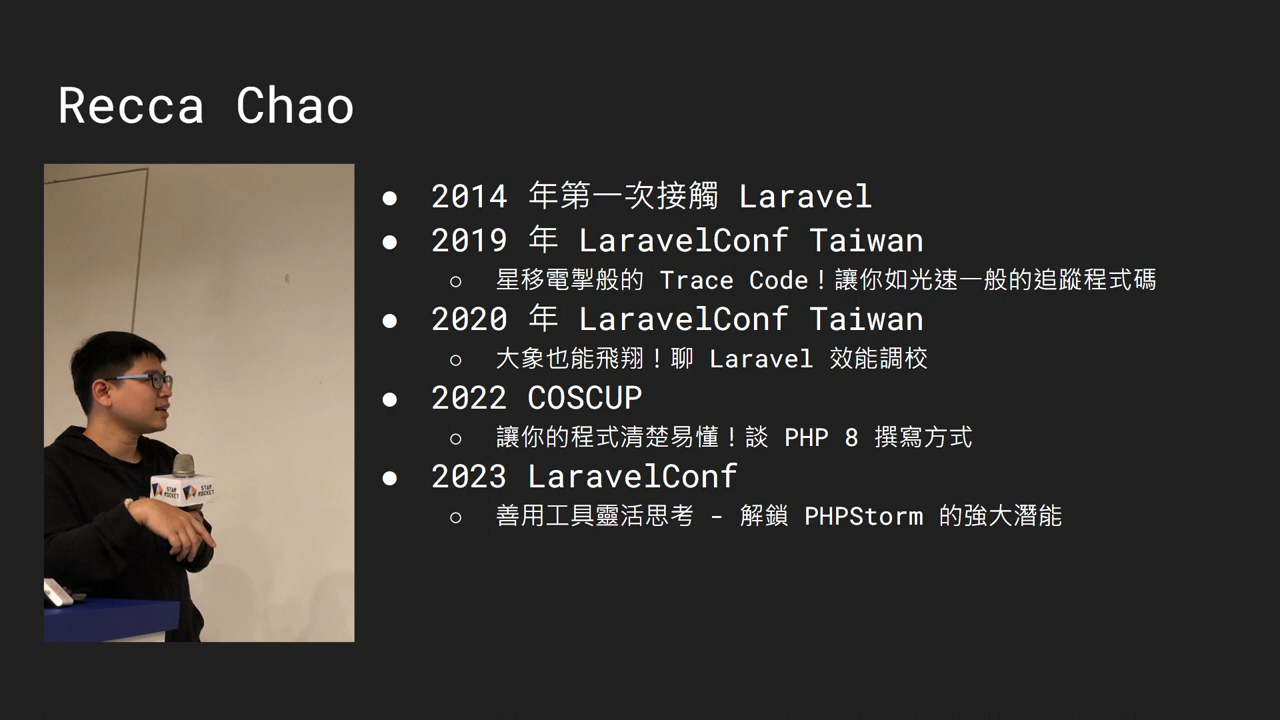 Recca Chao
● 2014 年第一次接觸 Laravel
● 2019 年 LaravelConf Taiwan
○ 星移電掣般的 Trace Code！讓你如光速一般的追蹤程式碼
● 2020 年 LaravelConf Taiwan
○ 大象也能飛翔！聊 Laravel 效能調校
● 2022 COSCUP
○ 讓你的程式清楚易懂！談 PHP 8 撰寫方式
● 2023 LaravelConf
○ 善用工具靈活思考 - 解鎖 PHPStorm 的強大潛能
STAR ROCKET
STAR ROCKET